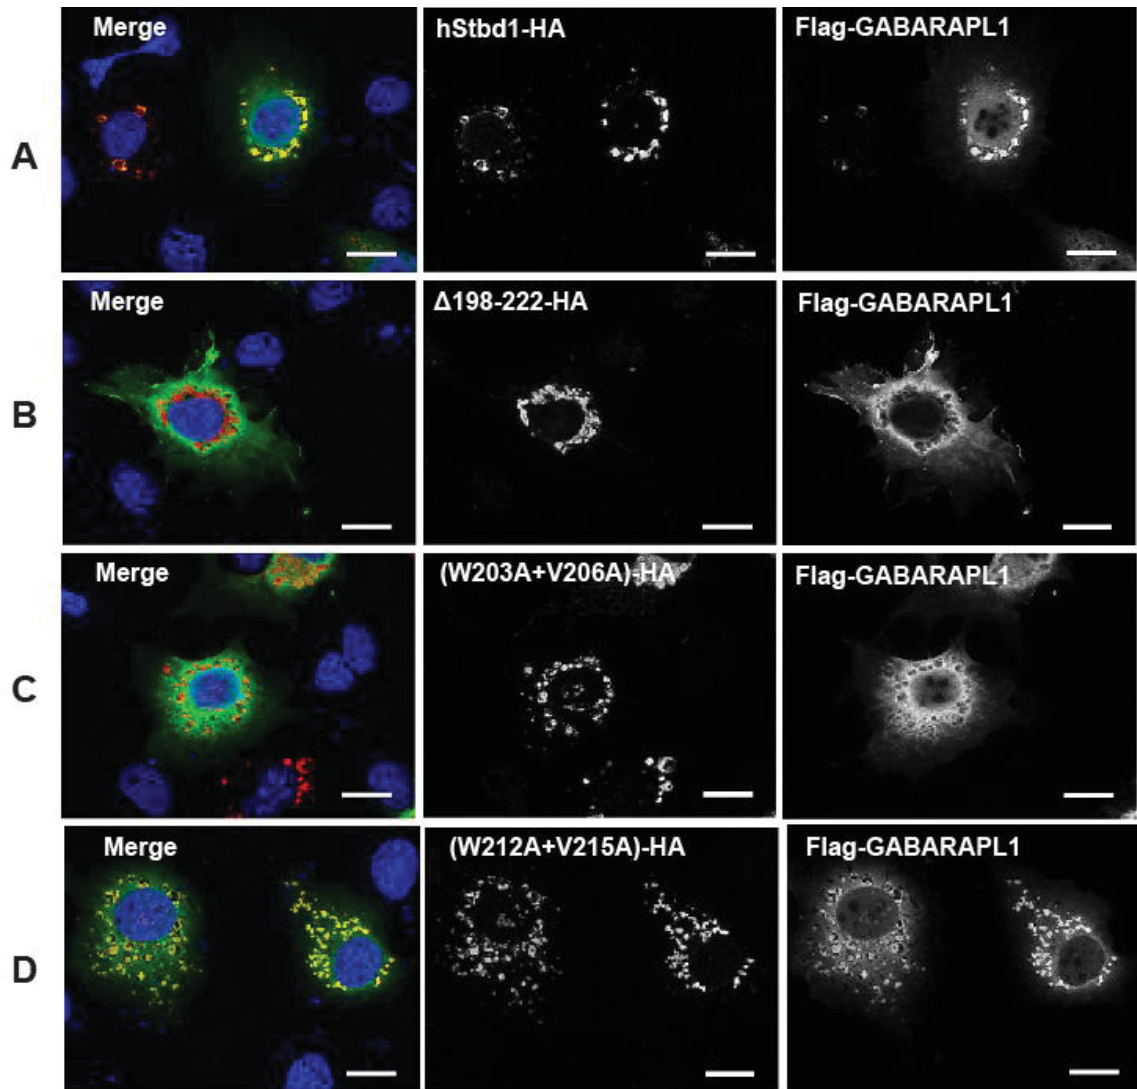 A
Merge
hStbd1-HA
Flag-GABARAPL1
B
Merge
Δ198-222-HA
Flag-GABARAPL1
C
Merge
(W203A+V206A)-HA
Flag-GABARAPL1
D
Merge
(W212A+V215A)-HA
Flag-GABARAPL1